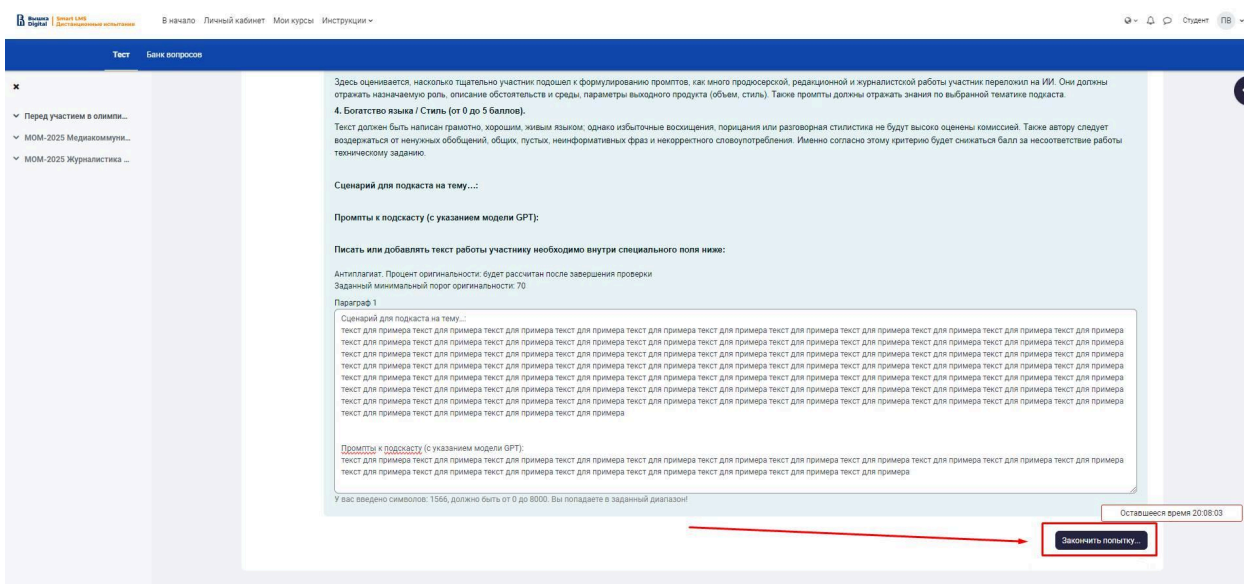 Вышка Digital | Smart LMS Дистанционные испытания
В начало Личный кабинет Мои курсы Инструкции
Студент ПВ
Тест Банк вопросов
Перед участием в олимпи...
МОМ-2025 Медиакоммуни...
МОМ-2025 Журналистика ...
Здесь оценивается, насколько тщательно участник подошел к формулированию промптов, как много продюсерской, редакционной и журналистской работы участник переложил на ИИ. Они должны
отражать назначаемую роль, описание обстоятельств и среды, параметры выходного продукта (объем, стиль). Также промпты должны отражать знания по выбранной тематике подкаста.
4. Богатство языка / Стиль (от 0 до 5 баллов).
Текст должен быть написан грамотно, хорошим, живым языком; однако избыточные восхищения, порицания или разговорная стилистика не будут высоко оценены комиссией. Также автору следует
воздержаться от ненужных обобщений, общих, пустых, неинформативных фраз и некорректного словоупотребления. Именно согласно этому критерию будет снижаться балл за несоответствие работы
техническому заданию.
Сценарий для подкаста на тему…:
Промпты к подскасту (с указанием модели GPT):
Писать или добавлять текст работы участнику необходимо внутри специального поля ниже:
Антиплагиат. Процент оригинальности: будет рассчитан после завершения проверки
Заданный минимальный порог оригинальности: 70
Параграф 1
Сценарий для подкаста на тему…:
текст для примера текст для примера текст для примера текст для примера текст для примера текст для примера текст для примера текст для примера текст для примера текст для примера текст для примера
текст для примера текст для примера текст для примера текст для примера текст для примера текст для примера текст для примера текст для примера текст для примера текст для примера текст для примера
текст для примера текст для примера текст для примера текст для примера текст для примера текст для примера текст для примера текст для примера текст для примера текст для примера текст для примера
текст для примера текст для примера текст для примера текст для примера текст для примера текст для примера текст для примера текст для примера текст для примера текст для примера текст для примера
текст для примера текст для примера текст для примера текст для примера текст для примера текст для примера текст для примера текст для примера текст для примера текст для примера текст для примера
текст для примера текст для примера текст для примера текст для примера текст для примера текст для примера текст для примера текст для примера текст для примера текст для примера текст для примера
текст для примера текст для примера текст для примера текст для примера текст для примера текст для примера текст для примера текст для примера текст для примера текст для примера текст для примера
текст для примера текст для примера текст для примера текст для примера
Промпты к подскасту (с указанием модели GPT):
текст для примера текст для примера текст для примера текст для примера текст для примера текст для примера текст для примера текст для примера текст для примера текст для примера текст для примера
текст для примера текст для примера текст для примера текст для примера текст для примера текст для примера текст для примера текст для примера
У вас введено символов: 1566, должно быть от 0 до 8000. Вы попадаете в заданный диапазон!
Оставшееся время 20:08:03
Закончить попытку...